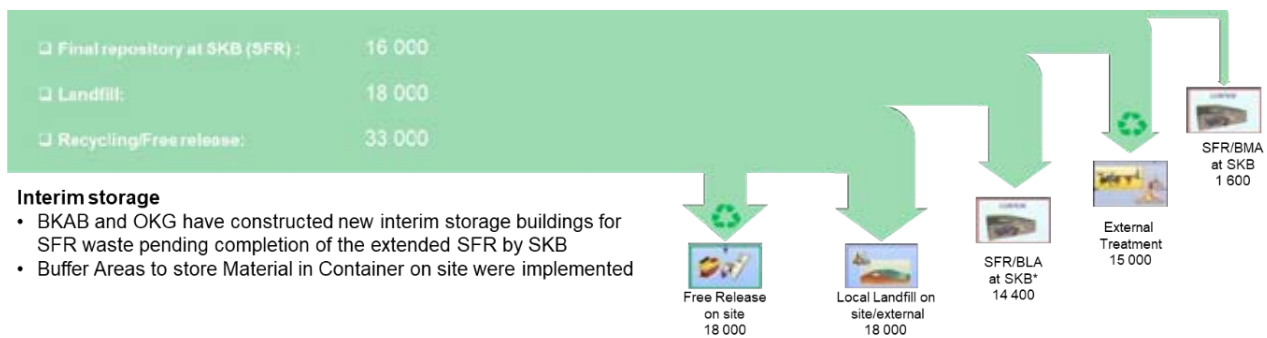 ❑ Final repository at SKB (SFR) : 16 000
❑ Landfill: 18 000
❑ Recycling/Free release: 33 000
Interim storage
• BKAB and OKG have constructed new interim storage buildings for
SFR waste pending completion of the extended SFR by SKB
• Buffer Areas to store Material in Container on site were implemented
Free Release
on site
18 000
Local Landfill on
site/external
18 000
SFR/BLA
at SKB*
14 400
External
Treatment
15 000
SFR/BMA
at SKB
1 600